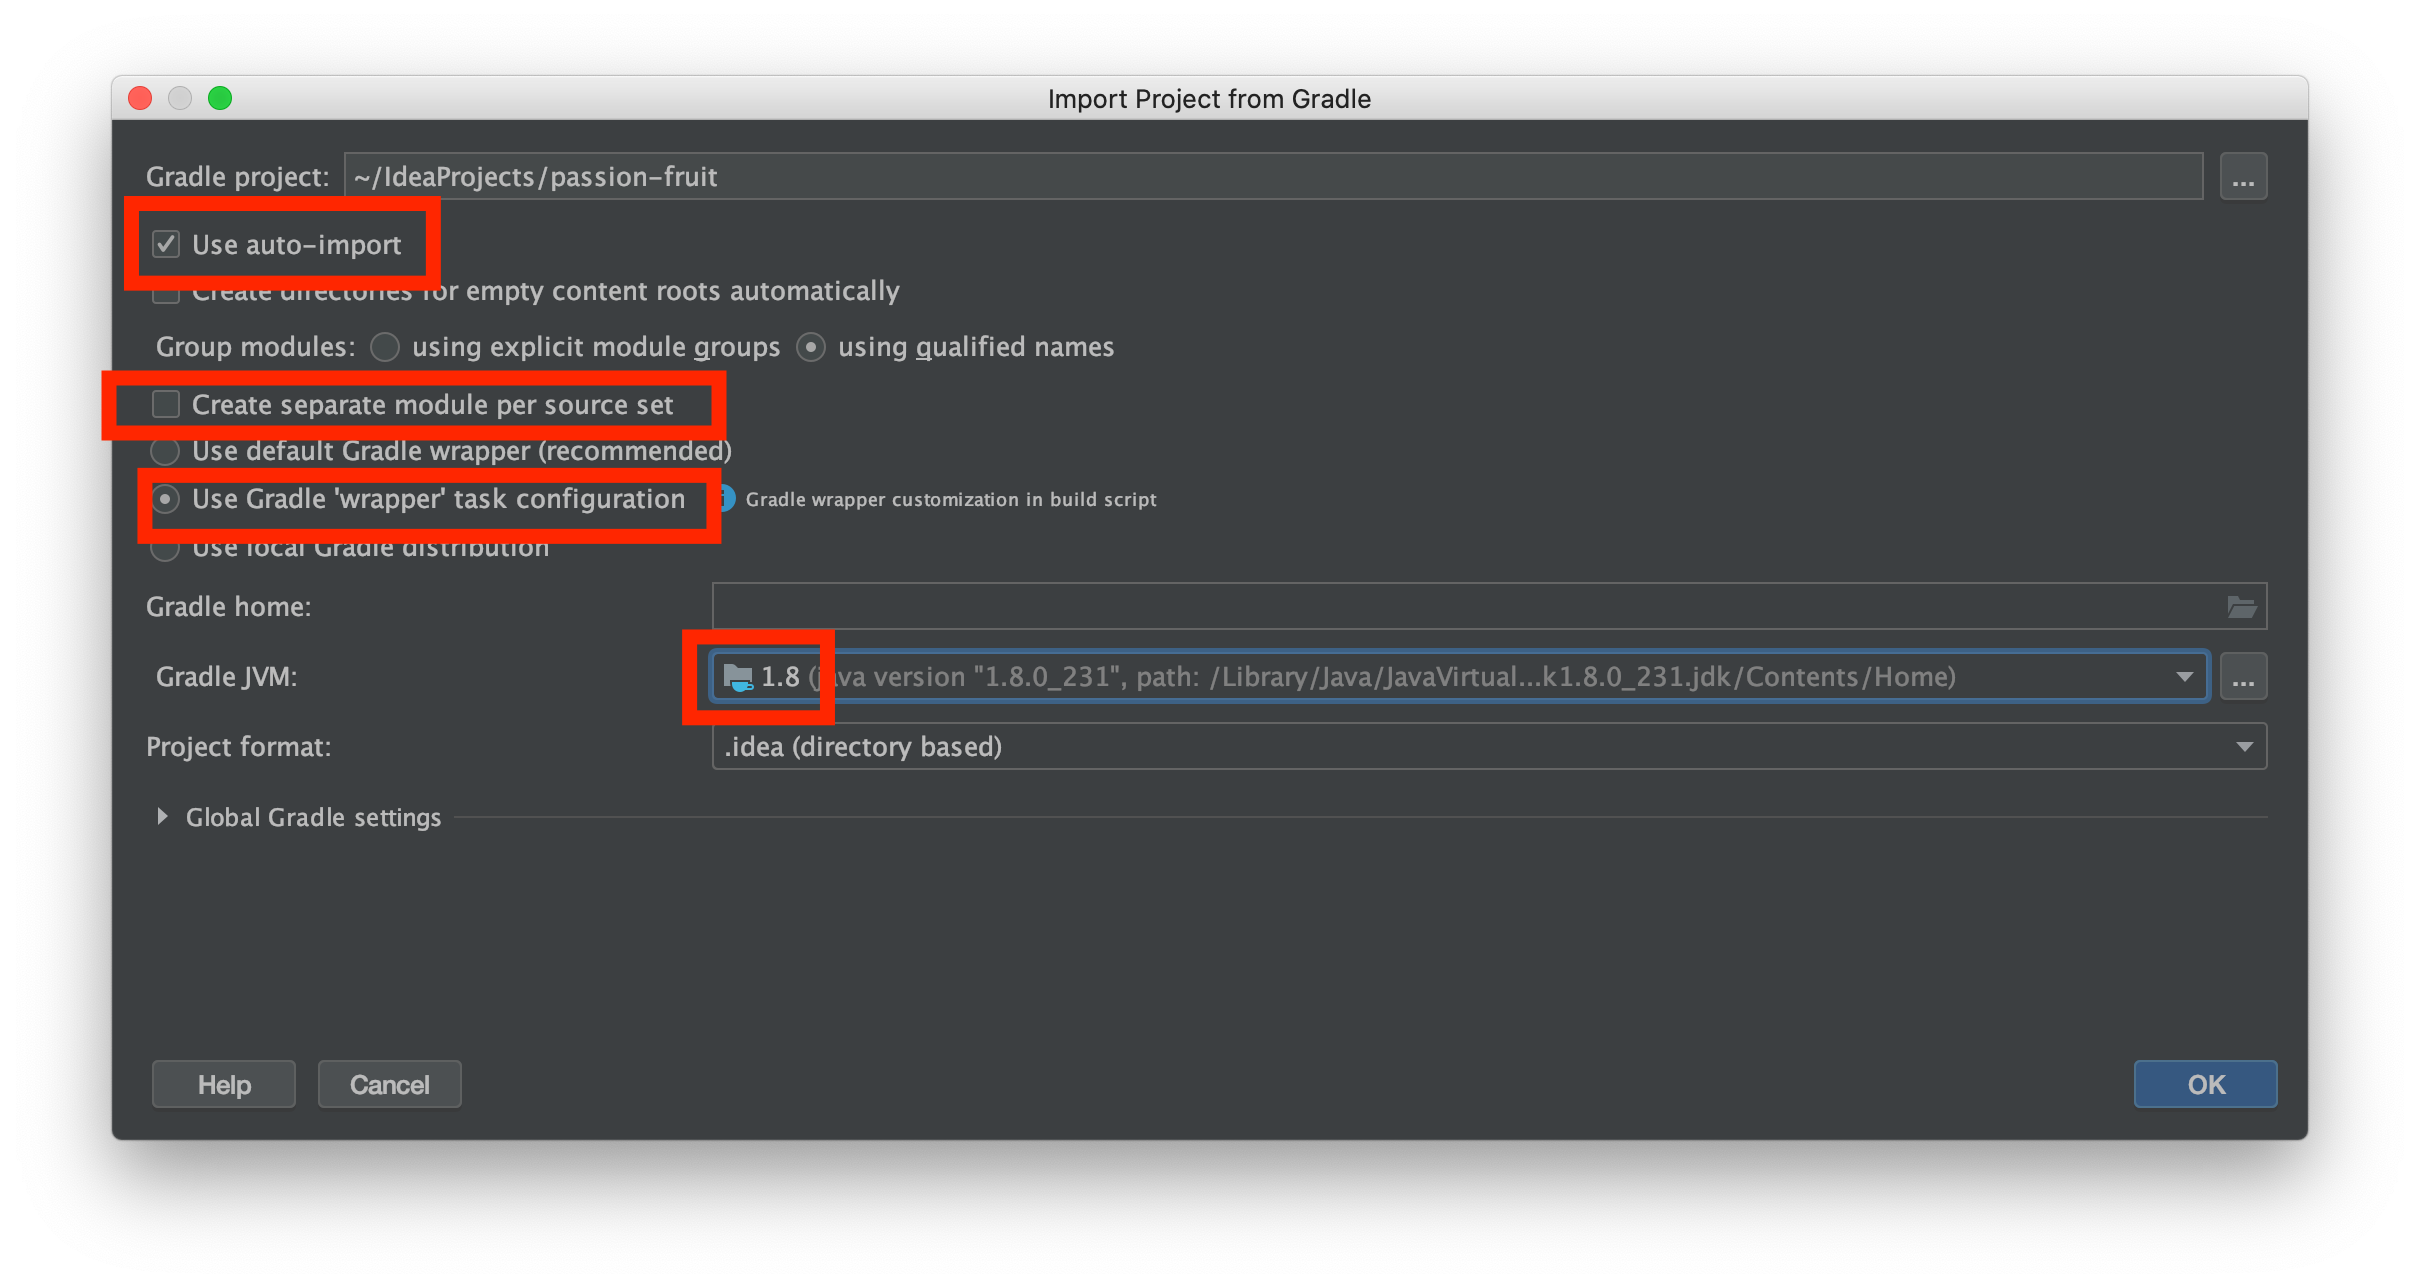 Import Project from Gradle
Gradle project: ~/IdeaProjects/passion-fruit ...
Use auto-import
Create directories for empty content roots automatically
Group modules: using explicit module groups using qualified names
Create separate module per source set
Use default Gradle wrapper (recommended)
Use Gradle 'wrapper' task configuration Gradle wrapper customization in build script
Use local Gradle distribution
Gradle home:
Gradle JVM: 1.8 (java version "1.8.0_231", path: /Library/Java/JavaVirtual...k1.8.0_231.jdk/Contents/Home) ...
Project format: .idea (directory based)
Global Gradle settings
Help Cancel OK